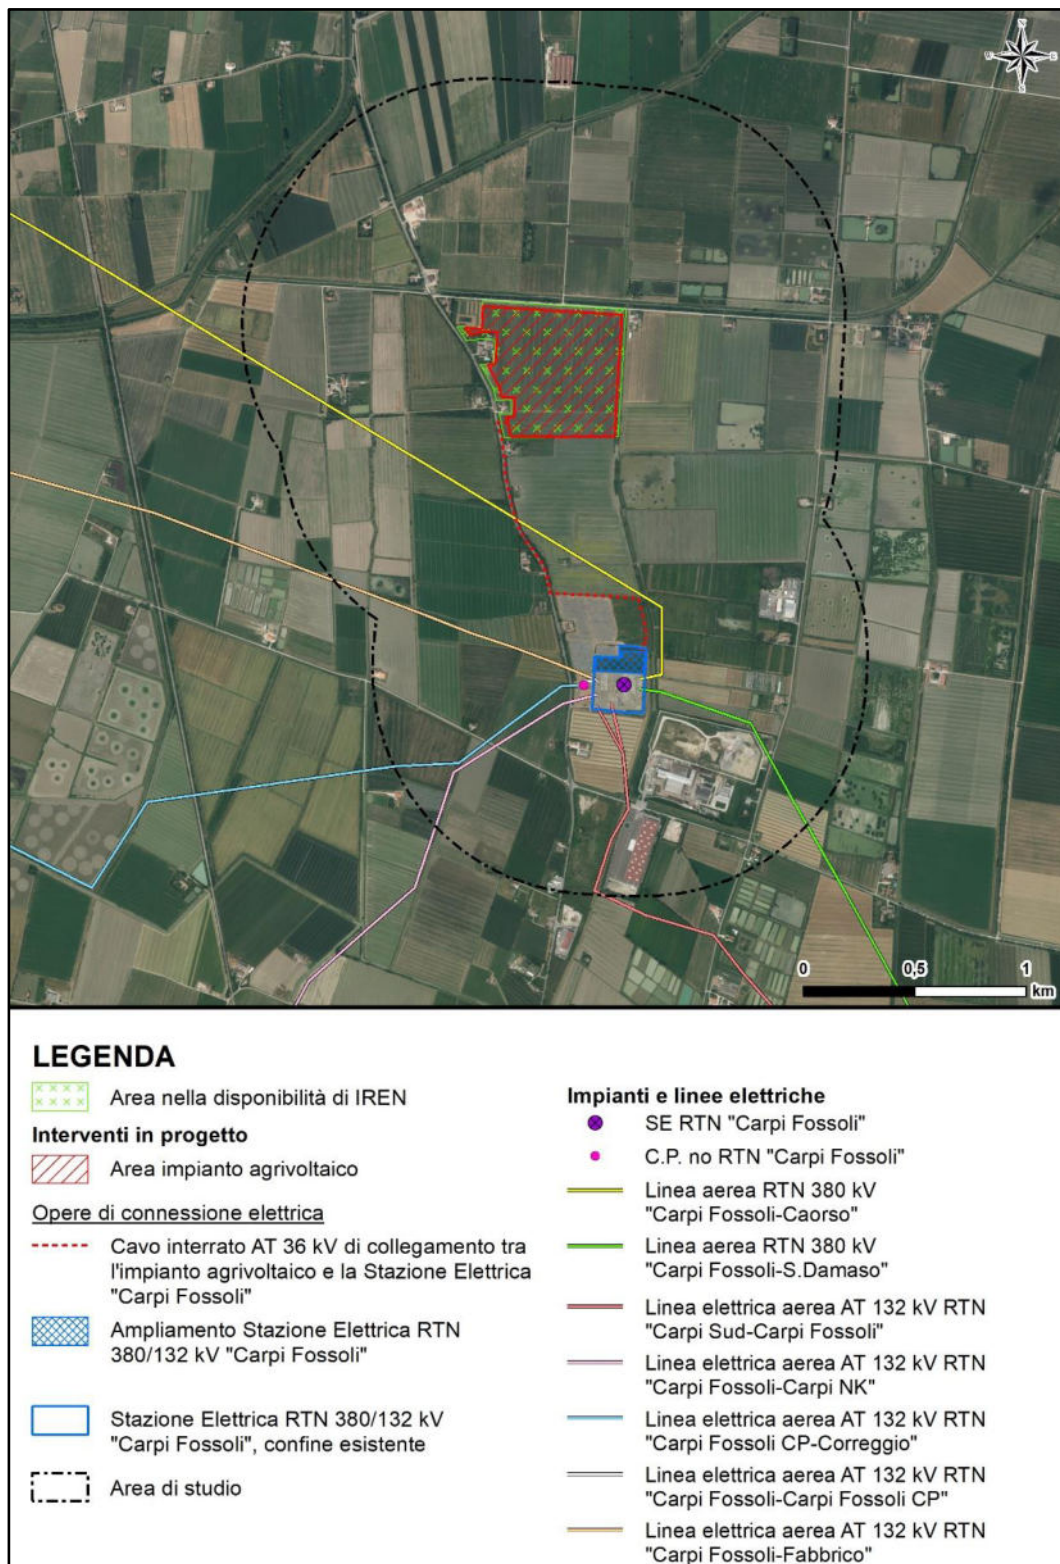 0
0,5
1
km
LEGENDA
Area nella disponibilità di IREN
Interventi in progetto
Area impianto agrivoltaico
Opere di connessione elettrica
Cavo interrato AT 36 kV di collegamento tra
l'impianto agrivoltaico e la Stazione Elettrica
"Carpi Fossoli"
Ampliamento Stazione Elettrica RTN
380/132 kV "Carpi Fossoli"
Stazione Elettrica RTN 380/132 kV
"Carpi Fossoli", confine esistente
Area di studio
Impianti e linee elettriche
SE RTN "Carpi Fossoli"
C.P. no RTN "Carpi Fossoli"
Linea aerea RTN 380 kV
"Carpi Fossoli-Caorso"
Linea aerea RTN 380 kV
"Carpi Fossoli-S.Damaso"
Linea elettrica aerea AT 132 kV RTN
"Carpi Sud-Carpi Fossoli"
Linea elettrica aerea AT 132 kV RTN
"Carpi Fossoli-Carpi NK"
Linea elettrica aerea AT 132 kV RTN
"Carpi Fossoli CP-Correggio"
Linea elettrica aerea AT 132 kV RTN
"Carpi Fossoli-Carpi Fossoli CP"
Linea elettrica aerea AT 132 kV RTN
"Carpi Fossoli-Fabbrico"